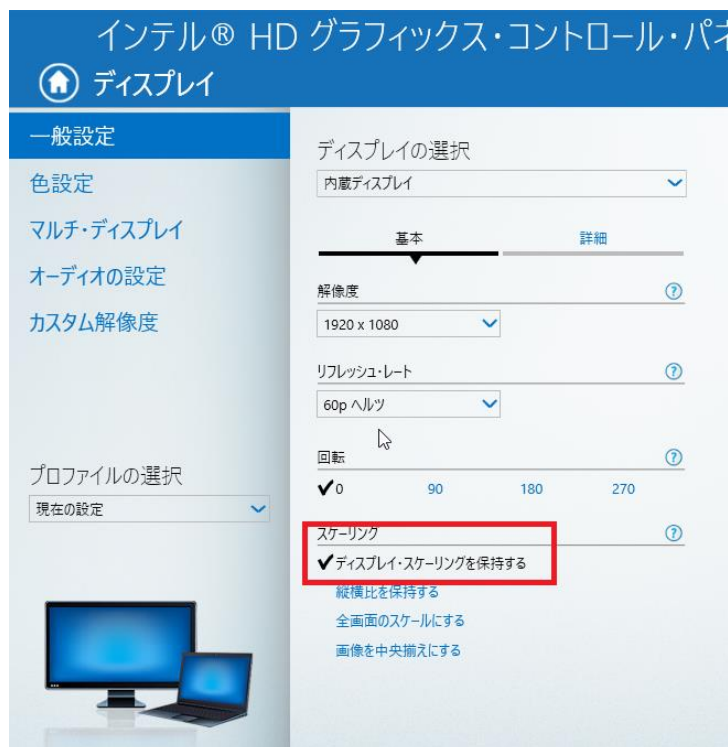 インテル® HD グラフィックス・コントロール・パネ
ディスプレイ
一般設定
色設定
マルチ・ディスプレイ
オーディオの設定
カスタム解像度
プロファイルの選択
現在の設定
ディスプレイの選択
内蔵ディスプレイ
基本 詳細
解像度 ?
1920 x 1080
リフレッシュ・レート ?
60p ヘルツ
回転 ?
0 90 180 270
スケーリング ?
ディスプレイ・スケーリングを保持する
縦横比を保持する
全画面のスケールにする
画像を中央揃えにする